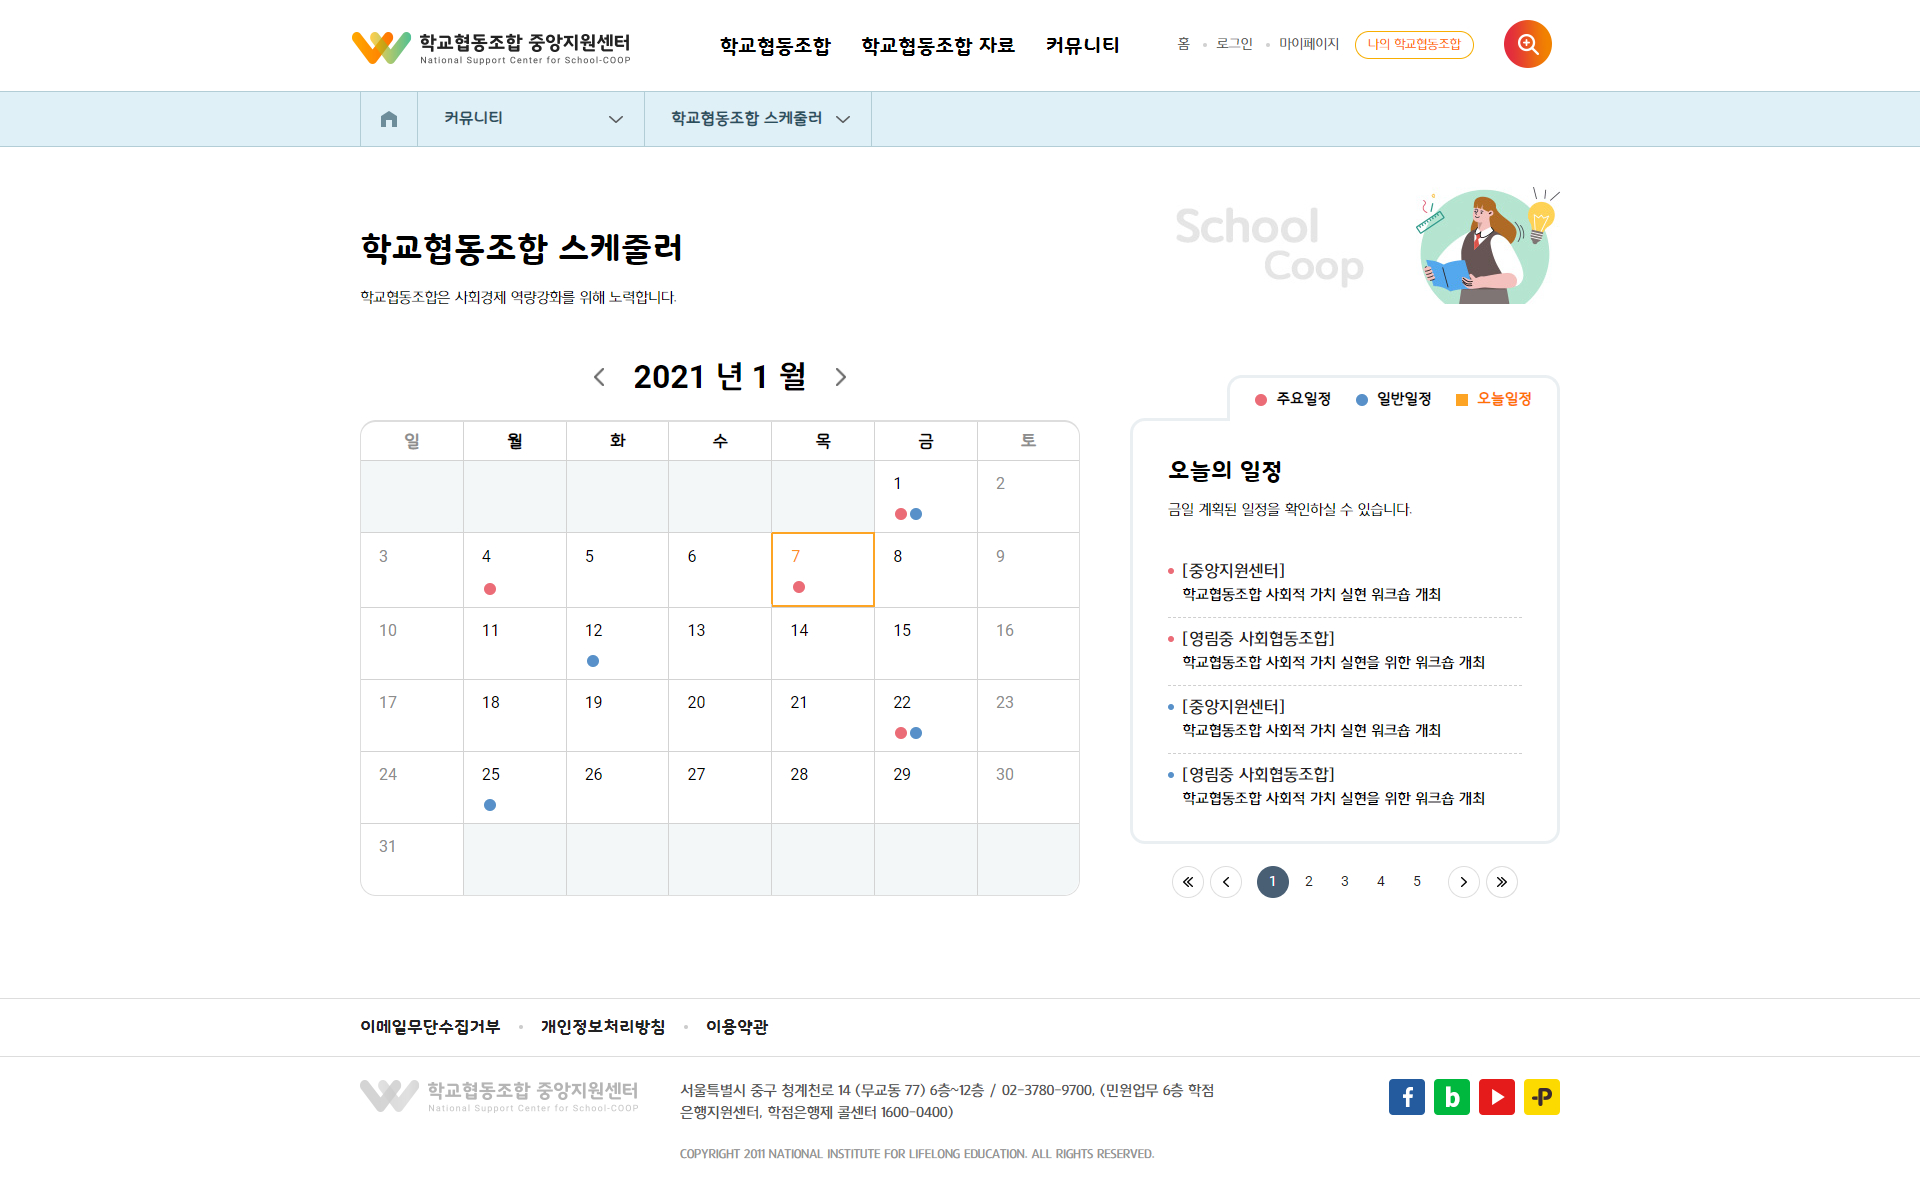 학교협동조합 중앙지원센터
National Support Center for School-COOP
학교협동조합 학교협동조합 자료 커뮤니티
홈 로그인 마이페이지 나의 학교협동조합
커뮤니티 학교협동조합 스케줄러
School
Coop
학교협동조합 스케줄러
학교협동조합은 사회경제 역량강화를 위해 노력합니다.
2021 년 1 월
일 월 화 수 목 금 토
1 2
3 4 5 6 7 8 9
10 11 12 13 14 15 16
17 18 19 20 21 22 23
24 25 26 27 28 29 30
31
주요일정 일반일정 오늘일정
오늘의 일정
금일 계획된 일정을 확인하실 수 있습니다.
[중앙지원센터]
학교협동조합 사회적 가치 실현 워크숍 개최
[영림중 사회협동조합]
학교협동조합 사회적 가치 실현을 위한 워크숍 개최
[중앙지원센터]
학교협동조합 사회적 가치 실현 워크숍 개최
[영림중 사회협동조합]
학교협동조합 사회적 가치 실현을 위한 워크숍 개최
1 2 3 4 5
이메일무단수집거부 개인정보처리방침 이용약관
학교협동조합 중앙지원센터
National Support Center for School-COOP
서울특별시 중구 청계천로 14 (무교동 77) 6층~12층 / 02-3780-9700, (민원업무 6층 학점
은행지원센터, 학점은행제 콜센터 1600-0400)
COPYRIGHT 2011 NATIONAL INSTITUTE FOR LIFELONG EDUCATION. ALL RIGHTS RESERVED.